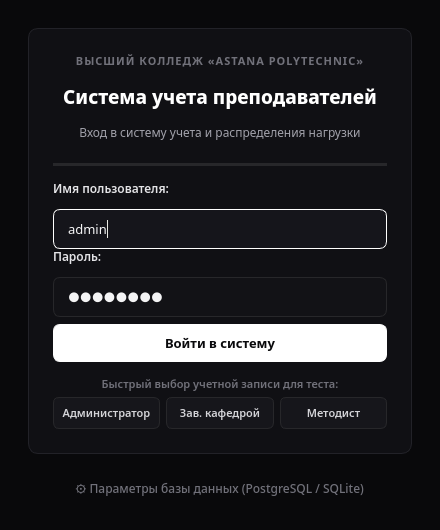 ВЫСШИЙ КОЛЛЕДЖ «ASTANA POLYTECHNIC»
Система учета преподавателей
Вход в систему учета и распределения нагрузки
Имя пользователя:
admin
Пароль:
●●●●●●●●
Войти в систему
Быстрый выбор учетной записи для теста:
Администратор Зав. кафедрой Методист
⚙ Параметры базы данных (PostgreSQL / SQLite)